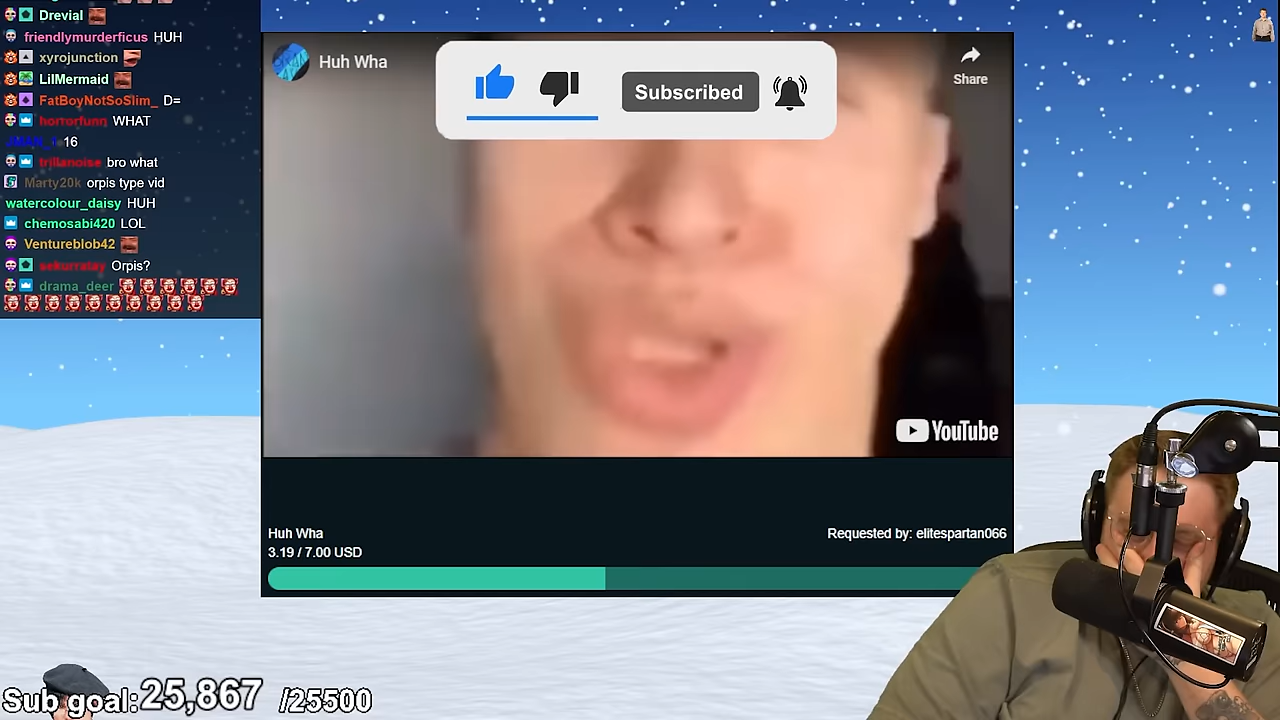 Drevial
friendlymurderficus HUH
xyrojunction
LilMermaid
FatBoyNotSoSlim_ D=
horrorfunn WHAT
16
trillanoise bro what
Marty20k orpis type vid
watercolour_daisy HUH
chemosabi420 LOL
Ventureblob42
sekurratay Orpis?
drama_deer
Huh Wha
Subscribed
Share
YouTube
Huh Wha
Requested by: elitespartan066
3.19 / 7.00 USD
Sub goal: 25,867 /25500